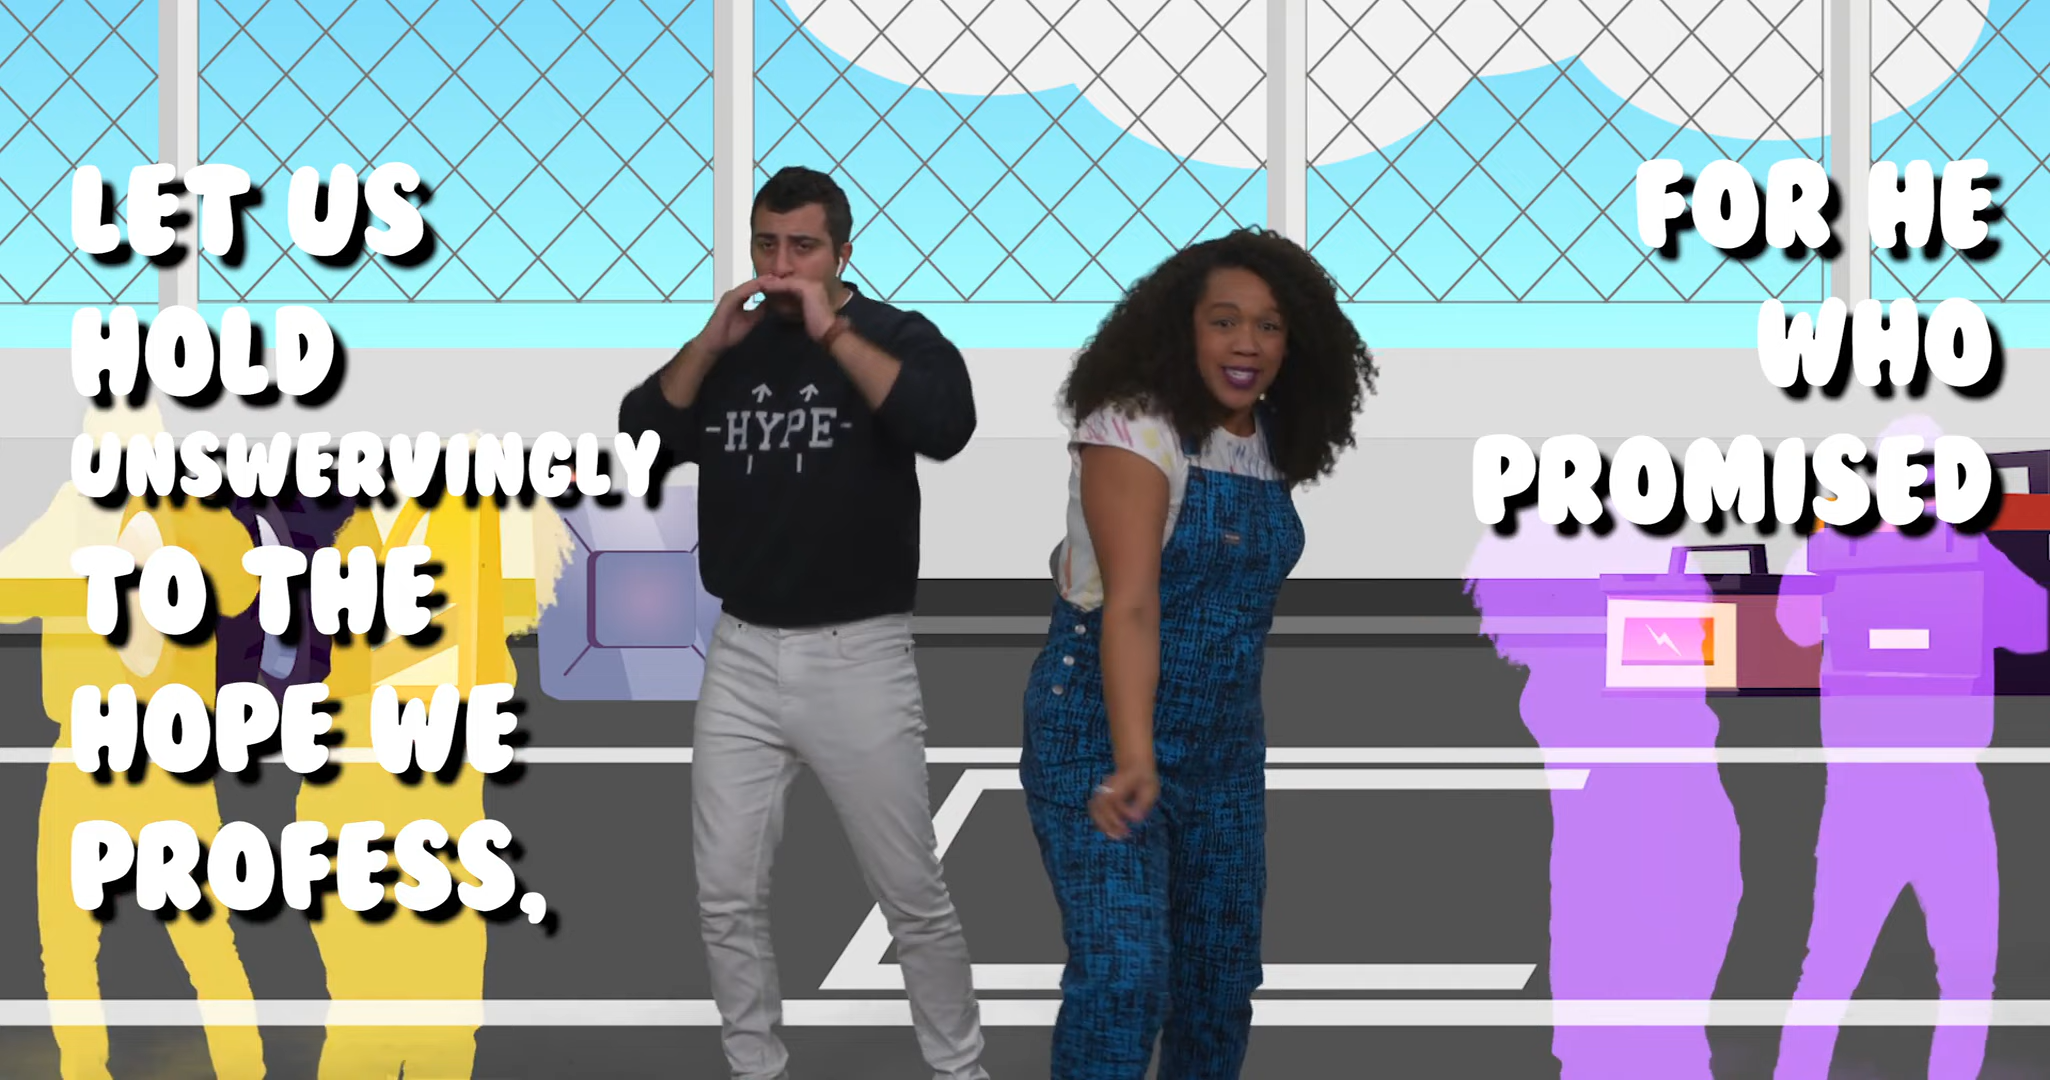 LET US
HOLD
UNSWERVINGLY
TO THE
HOPE WE
PROFESS,
FOR HE
WHO
PROMISED
-HYPE-